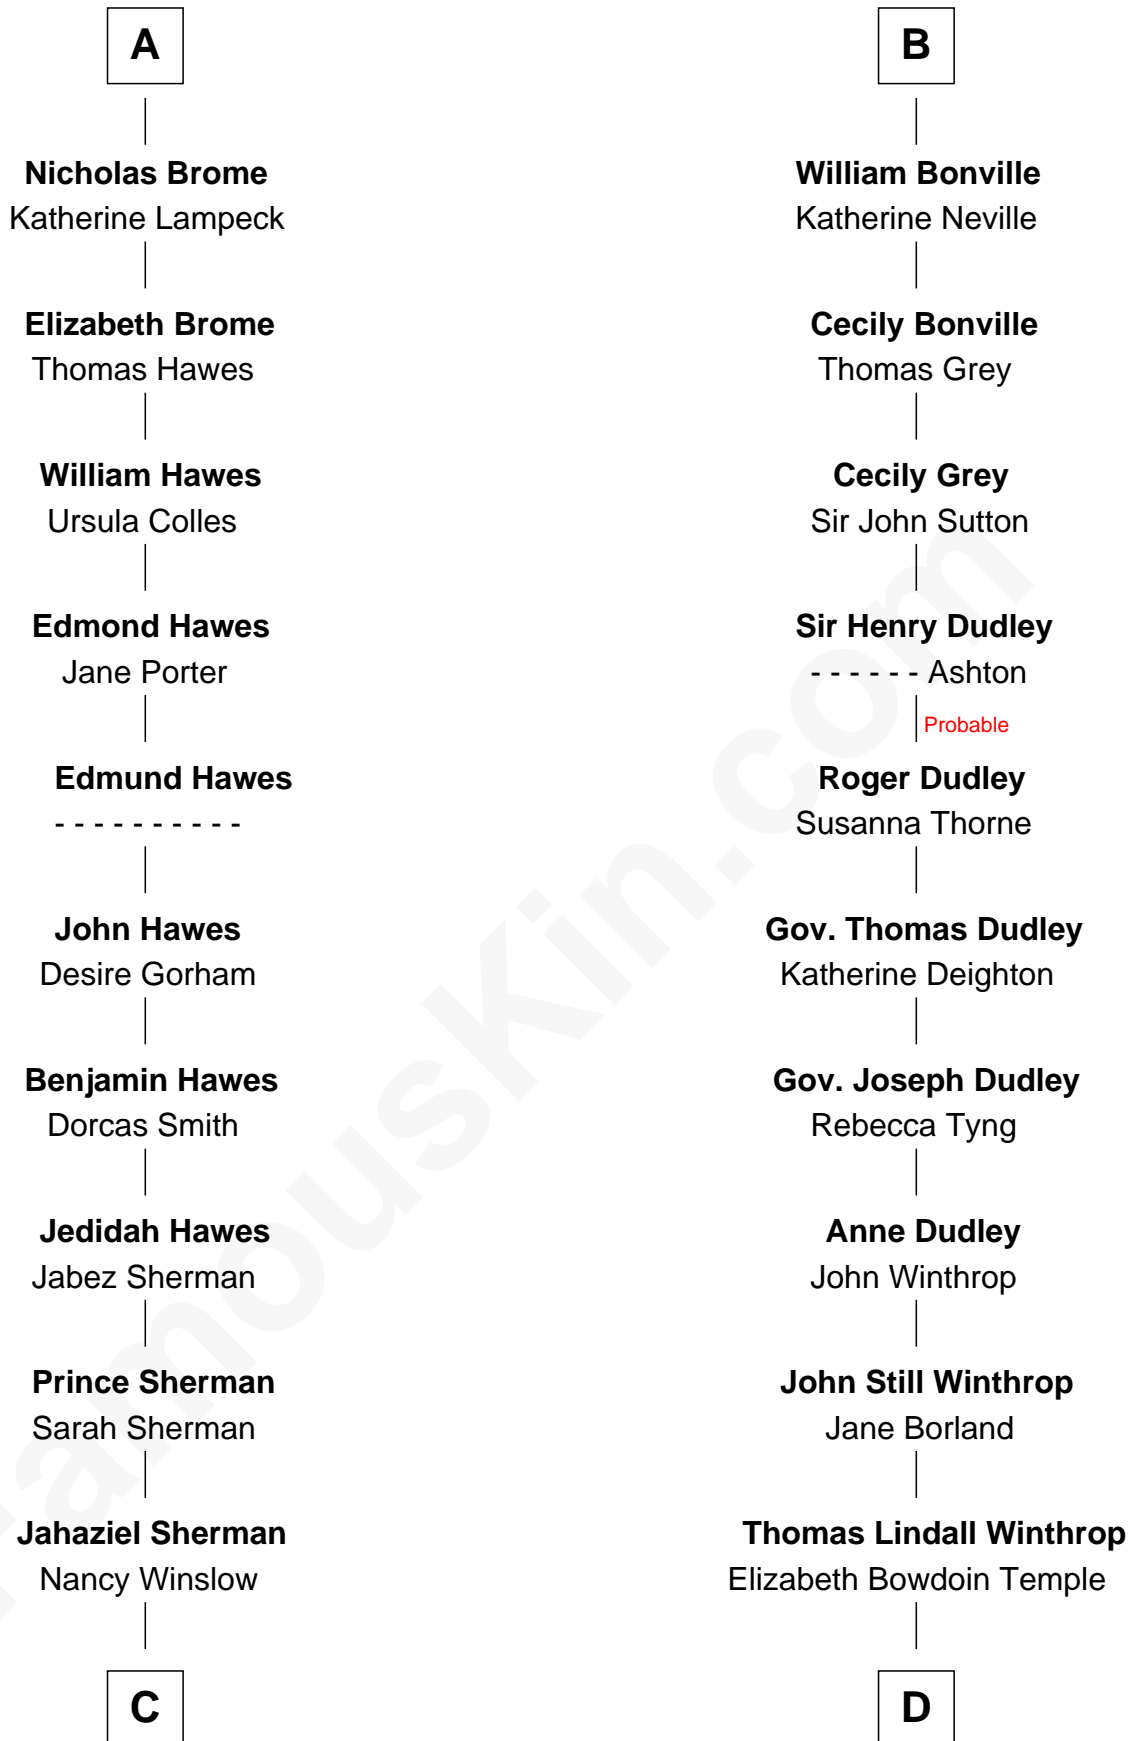 A
Nicholas Brome
Katherine Lampeck
Elizabeth Brome
Thomas Hawes
William Hawes
Ursula Colles
Edmond Hawes
Jane Porter
Edmund Hawes
- - - - - - - - - -
John Hawes
Desire Gorham
Benjamin Hawes
Dorcas Smith
Jedidah Hawes
Jabez Sherman
Prince Sherman
Sarah Sherman
Jahaziel Sherman
Nancy Winslow
C
B
William Bonville
Katherine Neville
Cecily Bonville
Thomas Grey
Cecily Grey
Sir John Sutton
Sir Henry Dudley
- - - - - - Ashton
Probable
Roger Dudley
Susanna Thorne
Gov. Thomas Dudley
Katherine Deighton
Gov. Joseph Dudley
Rebecca Tyng
Anne Dudley
John Winthrop
John Still Winthrop
Jane Borland
Thomas Lindall Winthrop
Elizabeth Bowdoin Temple
D
FamousKin.com